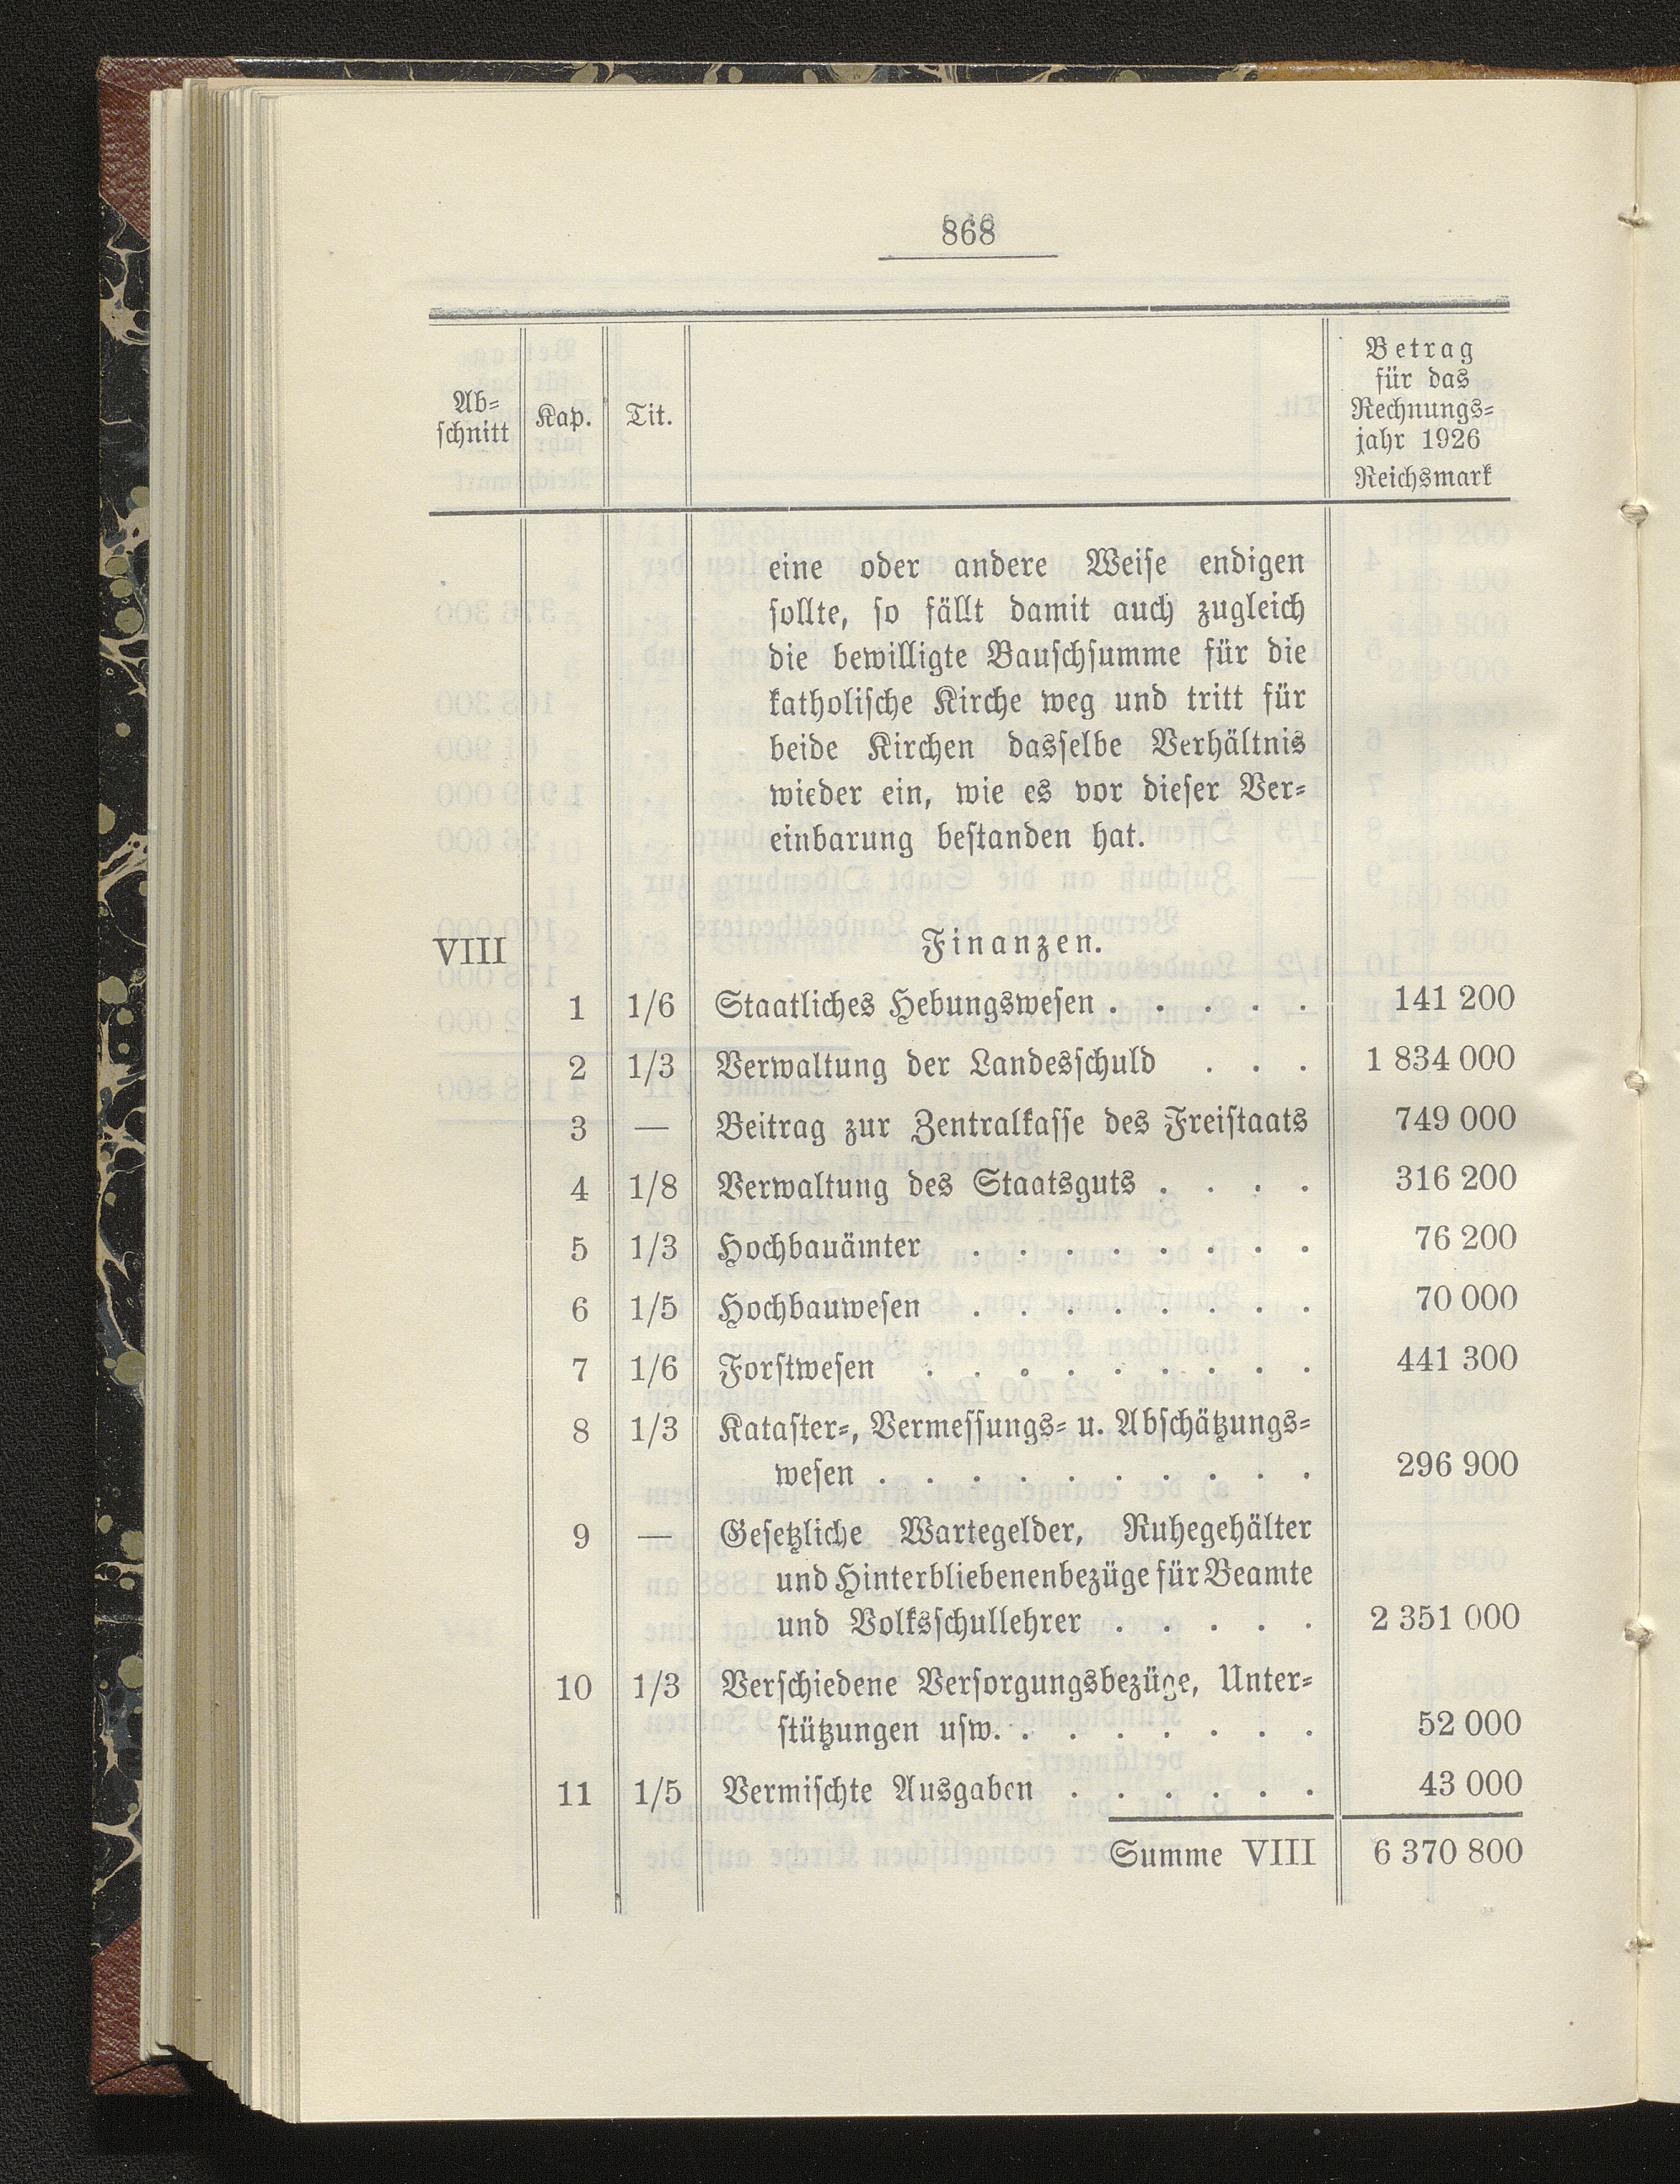 868
Ab-
schnitt
Kap.
Tit.
Betrag
für das
Rechnungs-
jahr 1926
Reichsmark
eine oder andere Weise endigen
sollte, so fällt damit auch zugleich
die bewilligte Bauschsumme für die
katholische Kirche weg und tritt für
beide Kirchen dasselbe Verhältnis
wieder ein, wie es vor dieser Ver-
einbarung bestanden hat.
VIII Finanzen.
1 1/6 Staatliches Hebungswesen . . . . . 141 200
2 1/3 Verwaltung der Landesschuld . . . 1 834 000
3 — Beitrag zur Zentralkasse des Freistaats 749 000
4 1/8 Verwaltung des Staatsguts . . . . 316 200
5 1/3 Hochbauämter . . . . . . . . 76 200
6 1/5 Hochbauwesen . . . . . . . . 70 000
7 1/6 Forstwesen . . . . . . . . . 441 300
8 1/3 Kataster-, Vermessungs- u. Abschätzungs-
wesen . . . . . . . . . . 296 900
9 — Gesetzliche Wartegelder, Ruhegehälter
und Hinterbliebenenbezüge für Beamte
und Volksschullehrer . . . . . 2 351 000
10 1/3 Verschiedene Versorgungsbezüge, Unter-
stützungen usw. . . . . . . . 52 000
11 1/5 Vermischte Ausgaben . . . . . . 43 000
Summe VIII 6 370 800